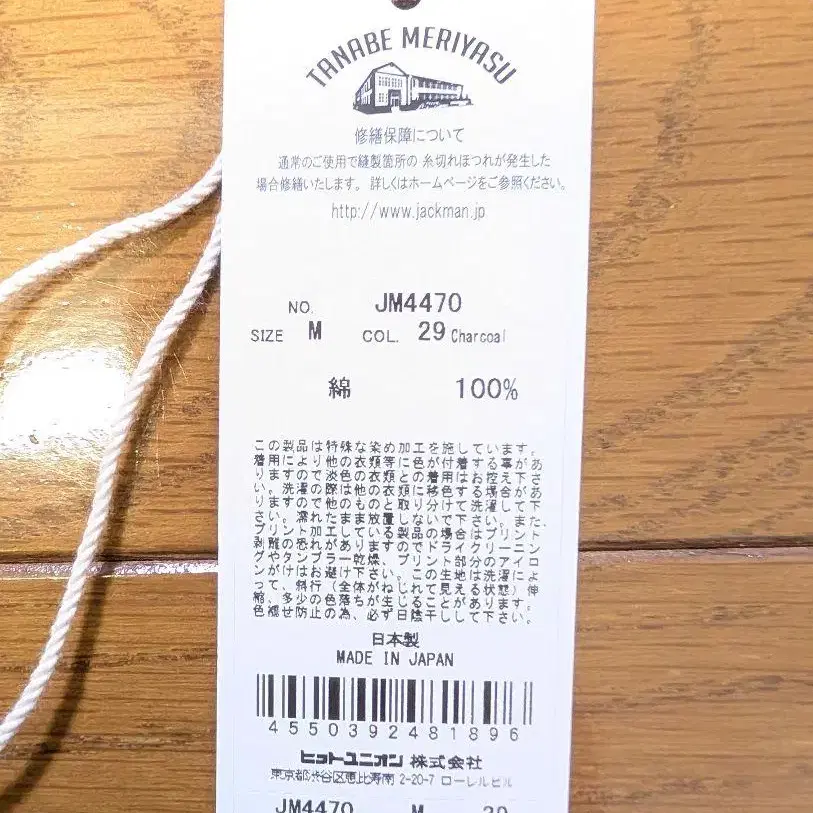 TANABE MERIYASU
修繕保障について
通常のご使用で縫製箇所の 糸切れほつれが発生した
場合修繕いたします。 詳しくはホームページをご参照ください。
http://www.jackman.jp
NO. JM4470
SIZE M COL. 29 Charcoal
綿 100%
この製品は特殊な染め加工を施しています。
着用により他の衣類等に色が付着する事があ
りますので淡色の衣類との着用はお控え下さ
い。洗濯の際は他の衣類に移色する場合があ
りますので他のものと取り分けて洗濯して下
さい。濡れたまま放置しないで下さい。また、
プリント加工している製品の場合はプリント
剥離の恐れがありますのでドライクリーニン
グやタンブラー乾燥、プリント部分のアイロ
ンがけはお避け下さい。この生地は洗濯によ
って、斜行（全体がねじれて見える状態）伸
縮、多少の色落ちが生じることがあります。
色褪せ防止の為、必ず日陰干しして下さい。
日本製
MADE IN JAPAN
4550392481896
ヒットユニオン 株式会社
東京都渋谷区恵比寿南 2-20-7 ローレルビル
JM4470 M 29